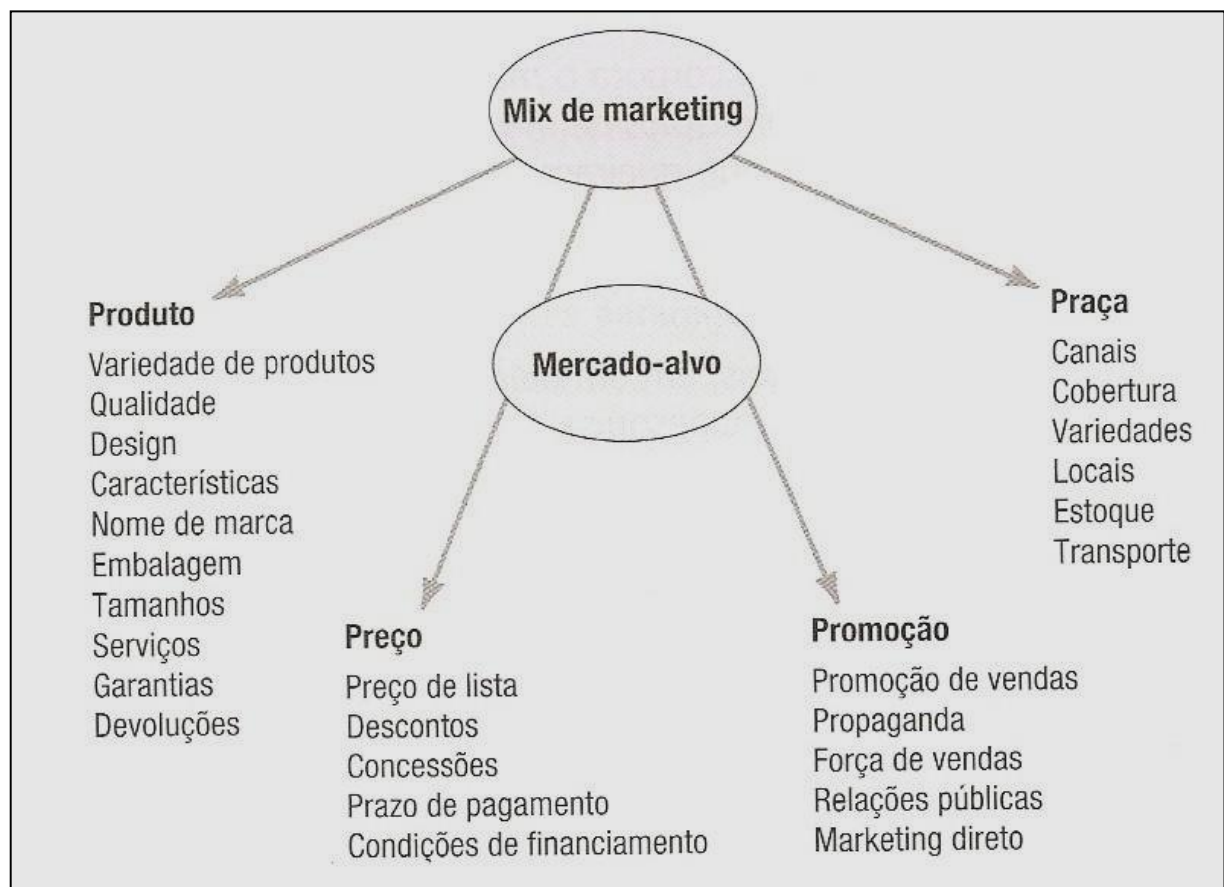 Mix de marketing
Mercado-alvo
Produto
Variedade de produtos
Qualidade
Design
Características
Nome de marca
Embalagem
Tamanhos
Serviços
Garantias
Devoluções
Preço
Preço de lista
Descontos
Concessões
Prazo de pagamento
Condições de financiamento
Promoção
Promoção de vendas
Propaganda
Força de vendas
Relações públicas
Marketing direto
Praça
Canais
Cobertura
Variedades
Locais
Estoque
Transporte